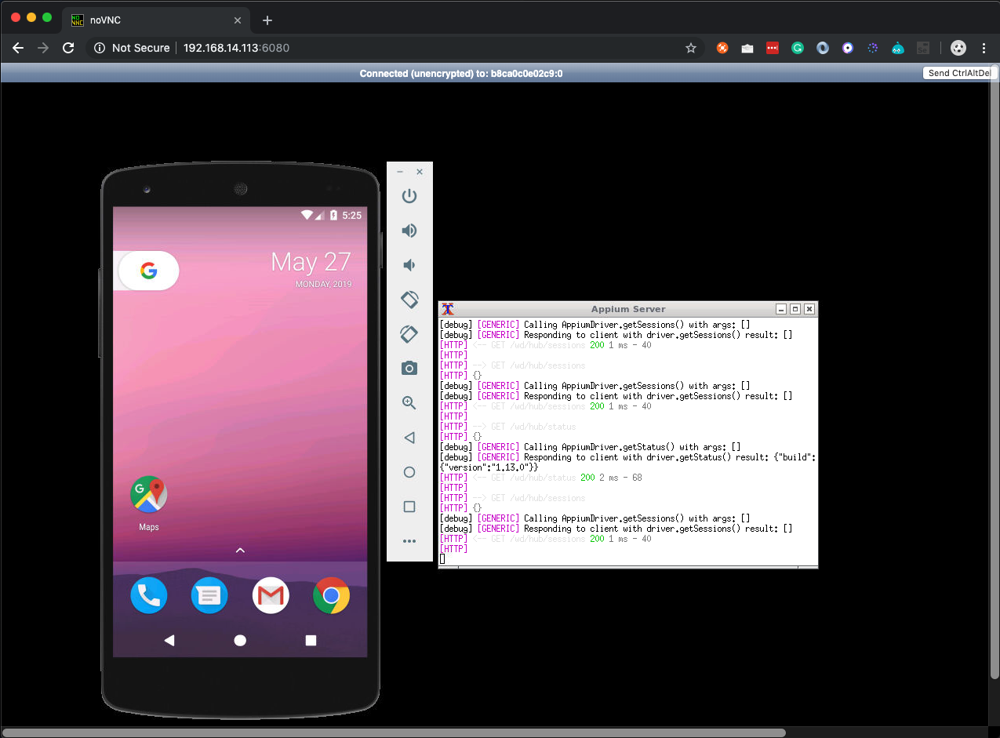 noVNC
Not Secure
192.168.14.113:6080
Connected (unencrypted) to: b8ca0c0e02c9:0
Send CtrlAltDel
5:25
May 27
MONDAY, 2019
Maps
Appium Server
[debug] [GENERIC] Calling AppiumDriver.getSessions() with args: []
[debug] [GENERIC] Responding to client with driver.getSessions() result: []
[HTTP] <-- GET /wd/hub/sessions 200 1 ms - 40
[HTTP]
[HTTP] --> GET /wd/hub/sessions
[HTTP] {}
[debug] [GENERIC] Calling AppiumDriver.getSessions() with args: []
[debug] [GENERIC] Responding to client with driver.getSessions() result: []
[HTTP] <-- GET /wd/hub/sessions 200 1 ms - 40
[HTTP]
[HTTP] --> GET /wd/hub/status
[HTTP] {}
[debug] [GENERIC] Calling AppiumDriver.getStatus() with args: []
[debug] [GENERIC] Responding to client with driver.getStatus() result: {"build":
{"version":"1.13.0"}}
[HTTP] <-- GET /wd/hub/status 200 2 ms - 68
[HTTP]
[HTTP] --> GET /wd/hub/sessions
[HTTP] {}
[debug] [GENERIC] Calling AppiumDriver.getSessions() with args: []
[debug] [GENERIC] Responding to client with driver.getSessions() result: []
[HTTP] <-- GET /wd/hub/sessions 200 1 ms - 40
[HTTP]